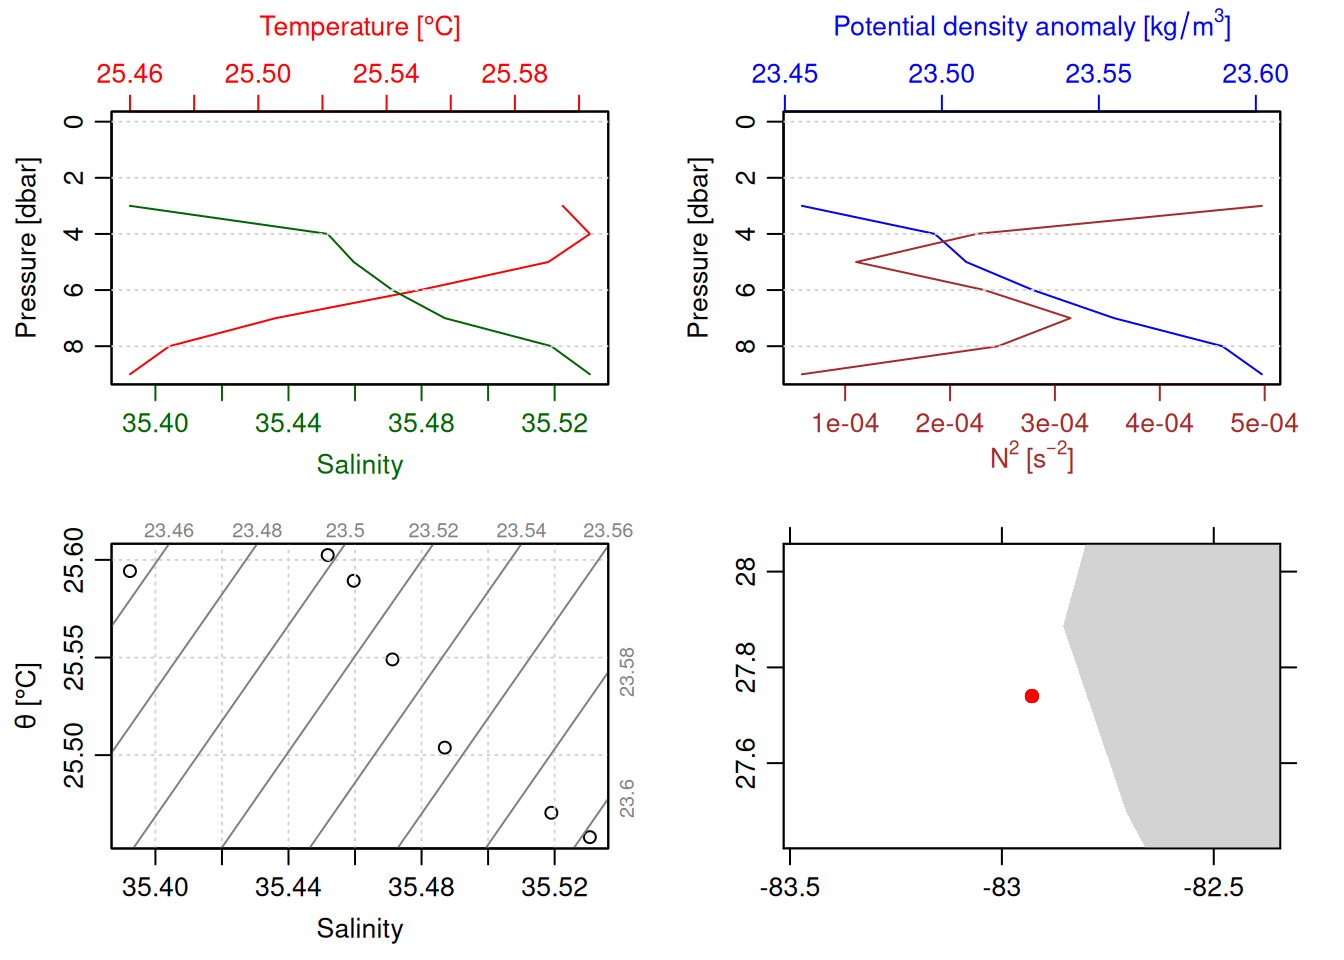 Temperature [°C]
25.46 25.50 25.54 25.58
Pressure [dbar]
0 2 4 6 8
35.40 35.44 35.48 35.52
Salinity
Potential density anomaly [kg/m³]
23.45 23.50 23.55 23.60
Pressure [dbar]
0 2 4 6 8
1e-04 2e-04 3e-04 4e-04 5e-04
N² [s⁻²]
23.46 23.48 23.5 23.52 23.54 23.56
23.58
23.6
θ [°C]
25.60 25.55 25.50
35.40 35.44 35.48 35.52
Salinity
28 27.8 27.6
-83.5 -83 -82.5